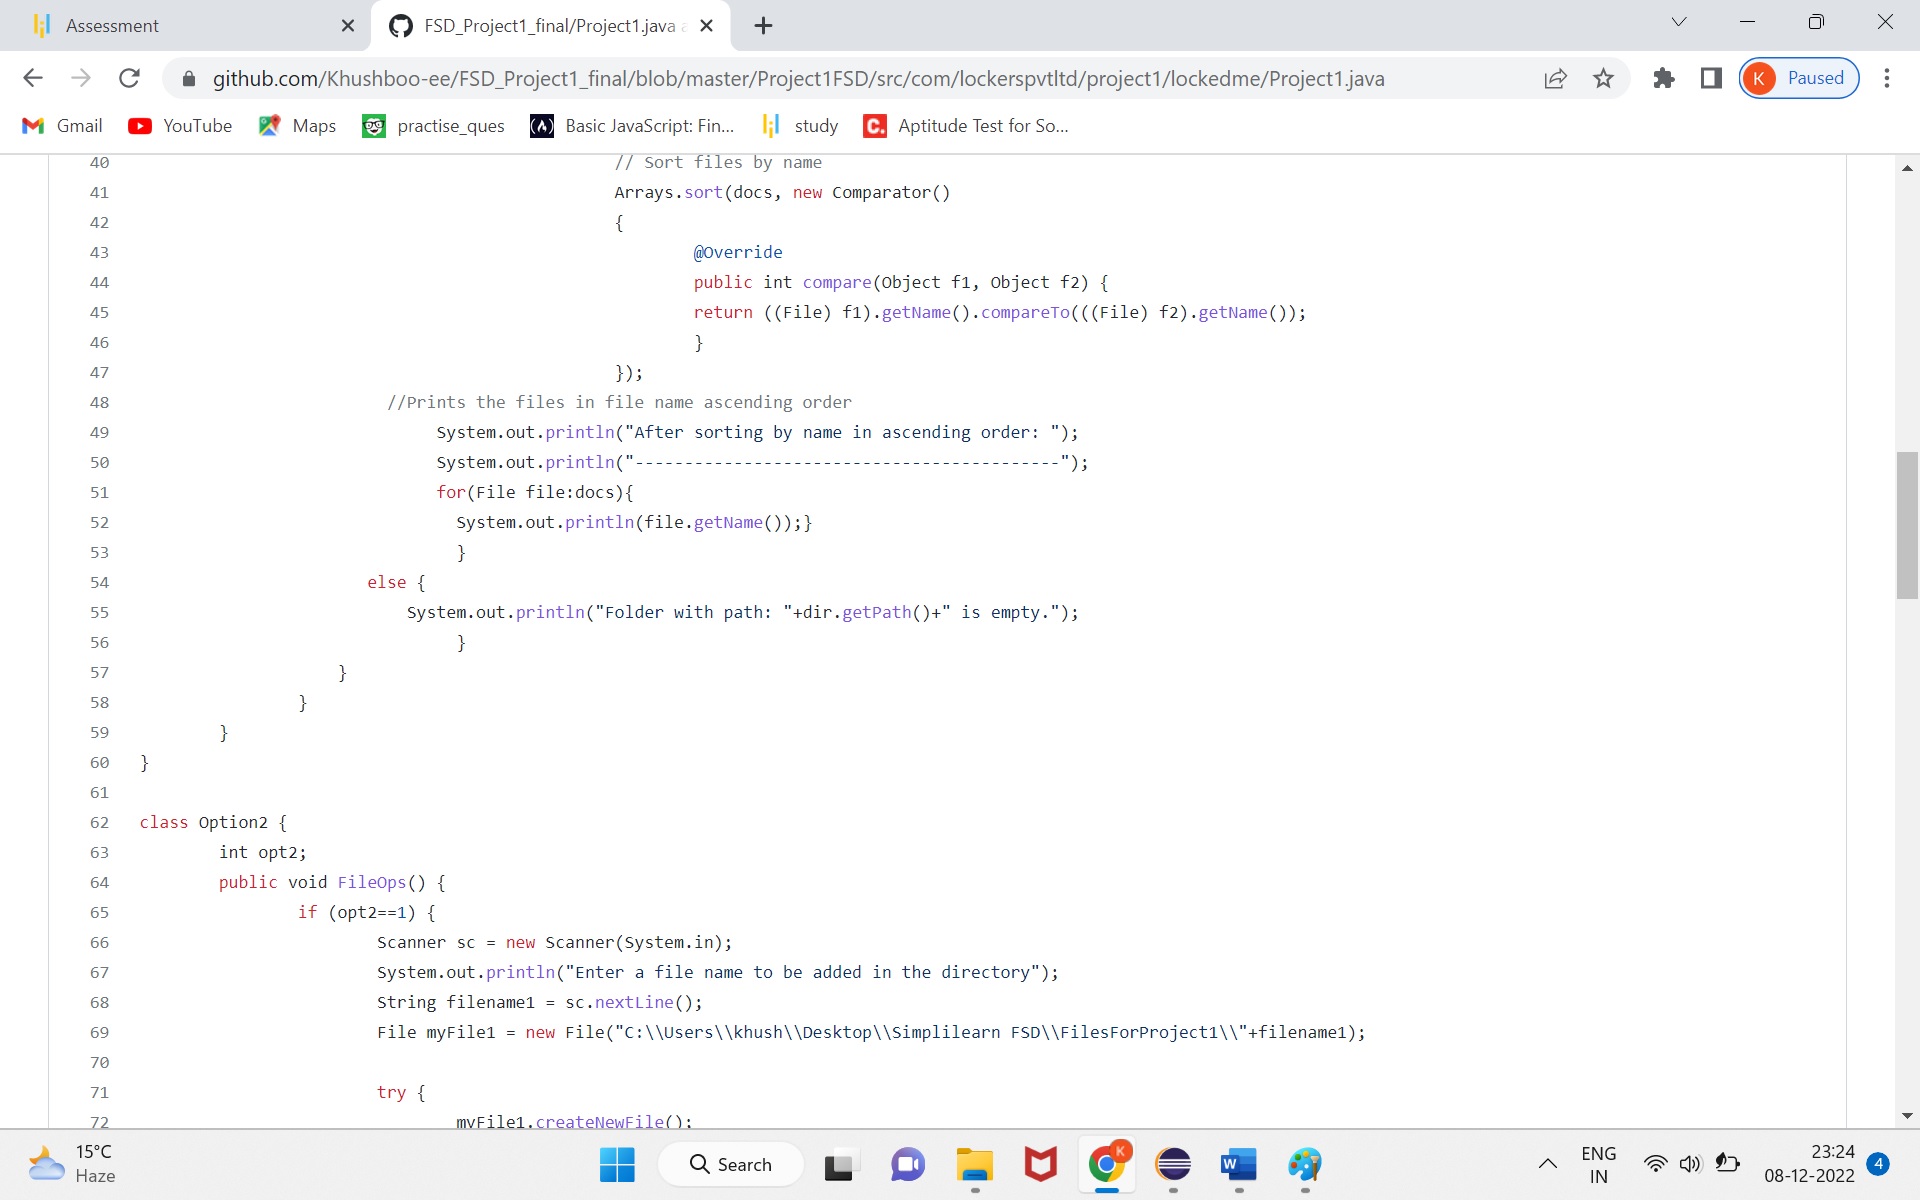 Assessment
FSD_Project1_final/Project1.java a
github.com/Khushboo-ee/FSD_Project1_final/blob/master/Project1FSD/src/com/lockerspvtltd/project1/lockedme/Project1.java
K Paused
Gmail YouTube Maps practise_ques (A) Basic JavaScript: Fin... study C. Aptitude Test for So...
40 // Sort files by name
41 Arrays.sort(docs, new Comparator()
42 {
43 @Override
44 public int compare(Object f1, Object f2) {
45 return ((File) f1).getName().compareTo(((File) f2).getName());
46 }
47 });
48 //Prints the files in file name ascending order
49 System.out.println("After sorting by name in ascending order: ");
50 System.out.println("-------------------------------------------");
51 for(File file:docs){
52 System.out.println(file.getName());}
53 }
54 else {
55 System.out.println("Folder with path: "+dir.getPath()+" is empty.");
56 }
57 }
58 }
59 }
60 }
61
62 class Option2 {
63 int opt2;
64 public void FileOps() {
65 if (opt2==1) {
66 Scanner sc = new Scanner(System.in);
67 System.out.println("Enter a file name to be added in the directory");
68 String filename1 = sc.nextLine();
69 File myFile1 = new File("C:\\Users\\khush\\Desktop\\Simplilearn FSD\\FilesForProject1\\"+filename1);
70
71 try {
72 myFile1.createNewFile();
15°C
Haze
Search
K
W
ENG
IN
23:24
08-12-2022
4